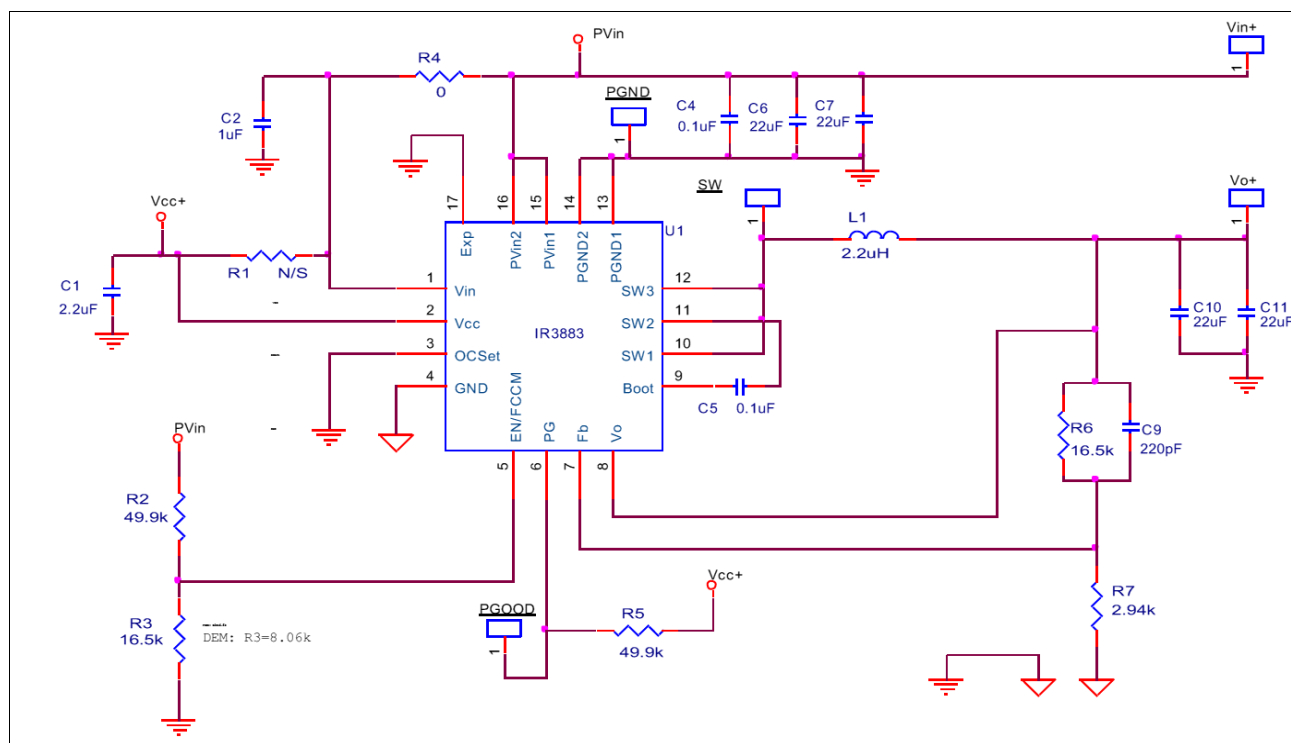 PVin
Vin+
1
R4
0
PGND
1
C2
1uF
C4
0.1uF
C6
22uF
C7
22uF
SW
1
Vo+
1
17
16
15
14
13
U1
Exp
PVin2
PVin1
PGND2
PGND1
L1
2.2uH
Vcc+
R1
N/S
C1
2.2uF
1
Vin
2
Vcc
3
OCSet
4
GND
IR3883
SW3
12
SW2
11
SW1
10
Boot
9
C5
0.1uF
C10
22uF
C11
22uF
EN/FCCM
PG
Fb
Vo
5
6
7
8
R6
16.5k
C9
220pF
PVin
R2
49.9k
R3
16.5k
DEM: R3=8.06k
PGOOD
1
R5
49.9k
Vcc+
R7
2.94k